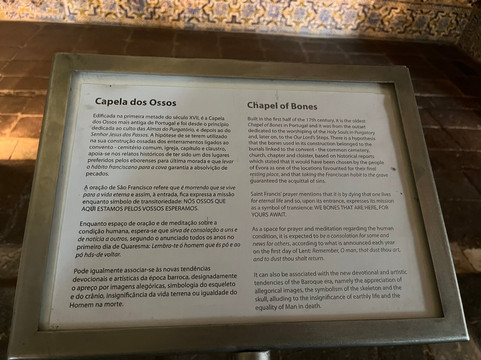 Capela dos Ossos
Edificada na primeira metade do século XVII, é a Capela
dos Ossos mais antiga de Portugal e foi desde o princípio
dedicada ao culto das Almas do Purgatório, e depois ao do
Senhor Jesus dos Passos. A hipótese de se terem utilizado
na sua construção ossadas dos enterramentos ligados ao
convento - cemitério comum, igreja, capítulo e claustro,
apoia-se nos relatos históricos de ter sido um dos lugares
preferidos pelos eborenses para última morada e que levar
o hábito franciscano para a cova garantia a absolvição de
pecados.
A oração de São Francisco refere que é morrendo que se vive
para a vida eterna e assim, à entrada, fica expressa a missão
enquanto símbolo de transitoriedade: NÓS OSSOS QUE
AQUI ESTAMOS PELOS VOSSOS ESPERAMOS.
Enquanto espaço de oração e de meditação sobre a
condição humana, espera-se que sirva de consolação a uns e
de notícia a outros, segundo o anunciado todos os anos no
primeiro dia de Quaresma: Lembra-te ó homem que és pó e ao
pó hás-de voltar.
Pode igualmente associar-se às novas tendências
devocionais e artísticas da época barroca, designadamente
o apreço por imagens alegóricas, simbologia do esqueleto
e do crânio, insignificância da vida terrena ou igualdade do
Homem na morte.
Chapel of Bones
Built in the first half of the 17th century, it is the oldest
Chapel of Bones in Portugal and it was from the outset
dedicated to the worshipping of the Holy Souls in Purgatory
and, later on, to the Our Lord's Steps. There is a hypothesis
that the bones used in its construction belonged to the
burials linked to the convent - the common cemetery,
church, chapter and cloister, based on historical reports
which stated that it would have been chosen by the people
of Évora as one of the locations favoured for their final
resting place, and that taking the Franciscan habit to the grave
guaranteed the acquittal of sins.
Saint Francis' prayer mentions that it is by dying that one lives
for eternal life and so, upon its entrance, expresses its mission
as a symbol of transience: WE BONES THAT ARE HERE, FOR
YOURS AWAIT.
As a space for prayer and meditation regarding the human
condition, it is expected to be a consolation for some and
news for others, according to what is announced each year
on the first day of Lent: Remember, O man, that dust thou art,
and to dust thou shalt return.
It can also be associated with the new devotional and artistic
tendencies of the Baroque era, namely the appreciation of
allegorical images, the symbolism of the skeleton and the
skull, alluding to the insignificance of earthly life and the
equality of Man in death.